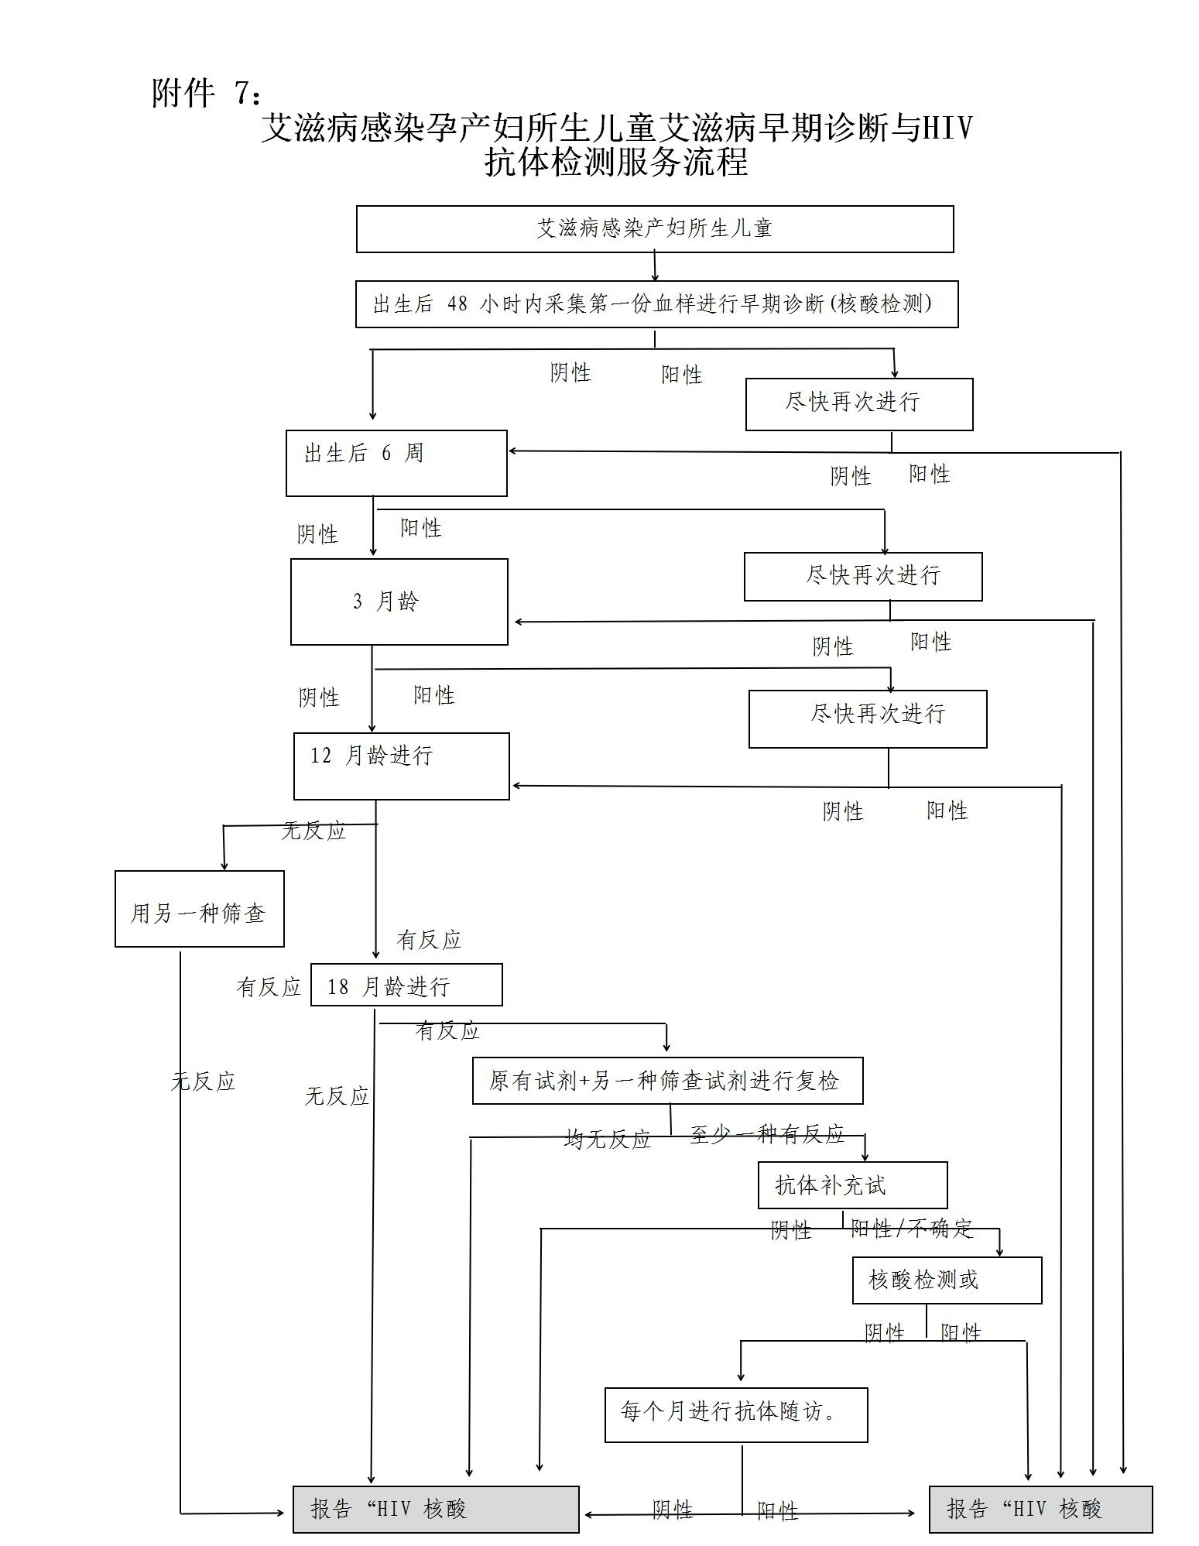 附件 7：
艾滋病感染孕产妇所生儿童艾滋病早期诊断与HIV
抗体检测服务流程
艾滋病感染产妇所生儿童
出生后 48 小时内采集第一份血样进行早期诊断(核酸检测)
阴性 阳性
尽快再次进行
出生后 6 周
阴性 阳性
阴性 阳性
尽快再次进行
3 月龄
阴性 阳性
阴性 阳性
尽快再次进行
12 月龄进行
阴性 阳性
无反应
用另一种筛查
有反应
有反应
18 月龄进行
有反应
无反应
无反应
原有试剂+另一种筛查试剂进行复检
均无反应 至少一种有反应
抗体补充试
阴性 阳性/不确定
核酸检测或
阴性 阳性
每个月进行抗体随访。
报告“HIV 核酸
阴性 阳性
报告“HIV 核酸